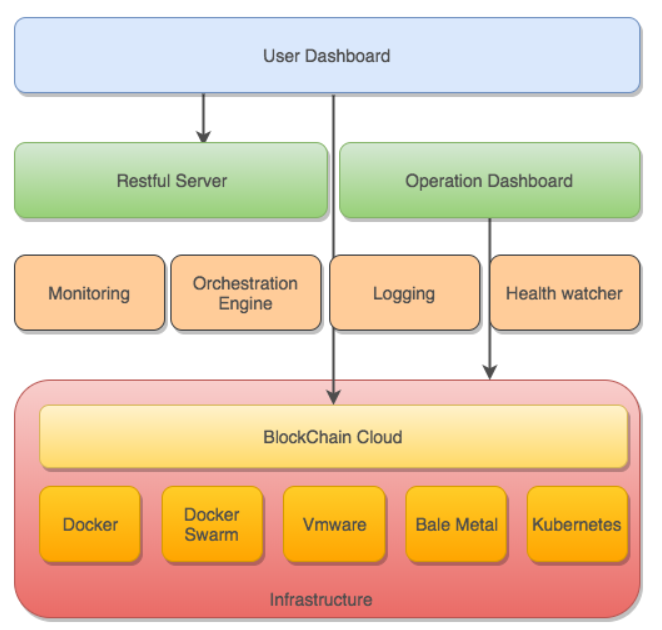 User Dashboard
Restful Server
Operation Dashboard
Monitoring
Orchestration
Engine
Logging
Health watcher
BlockChain Cloud
Docker
Docker
Swarm
Vmware
Bale Metal
Kubernetes
Infrastructure